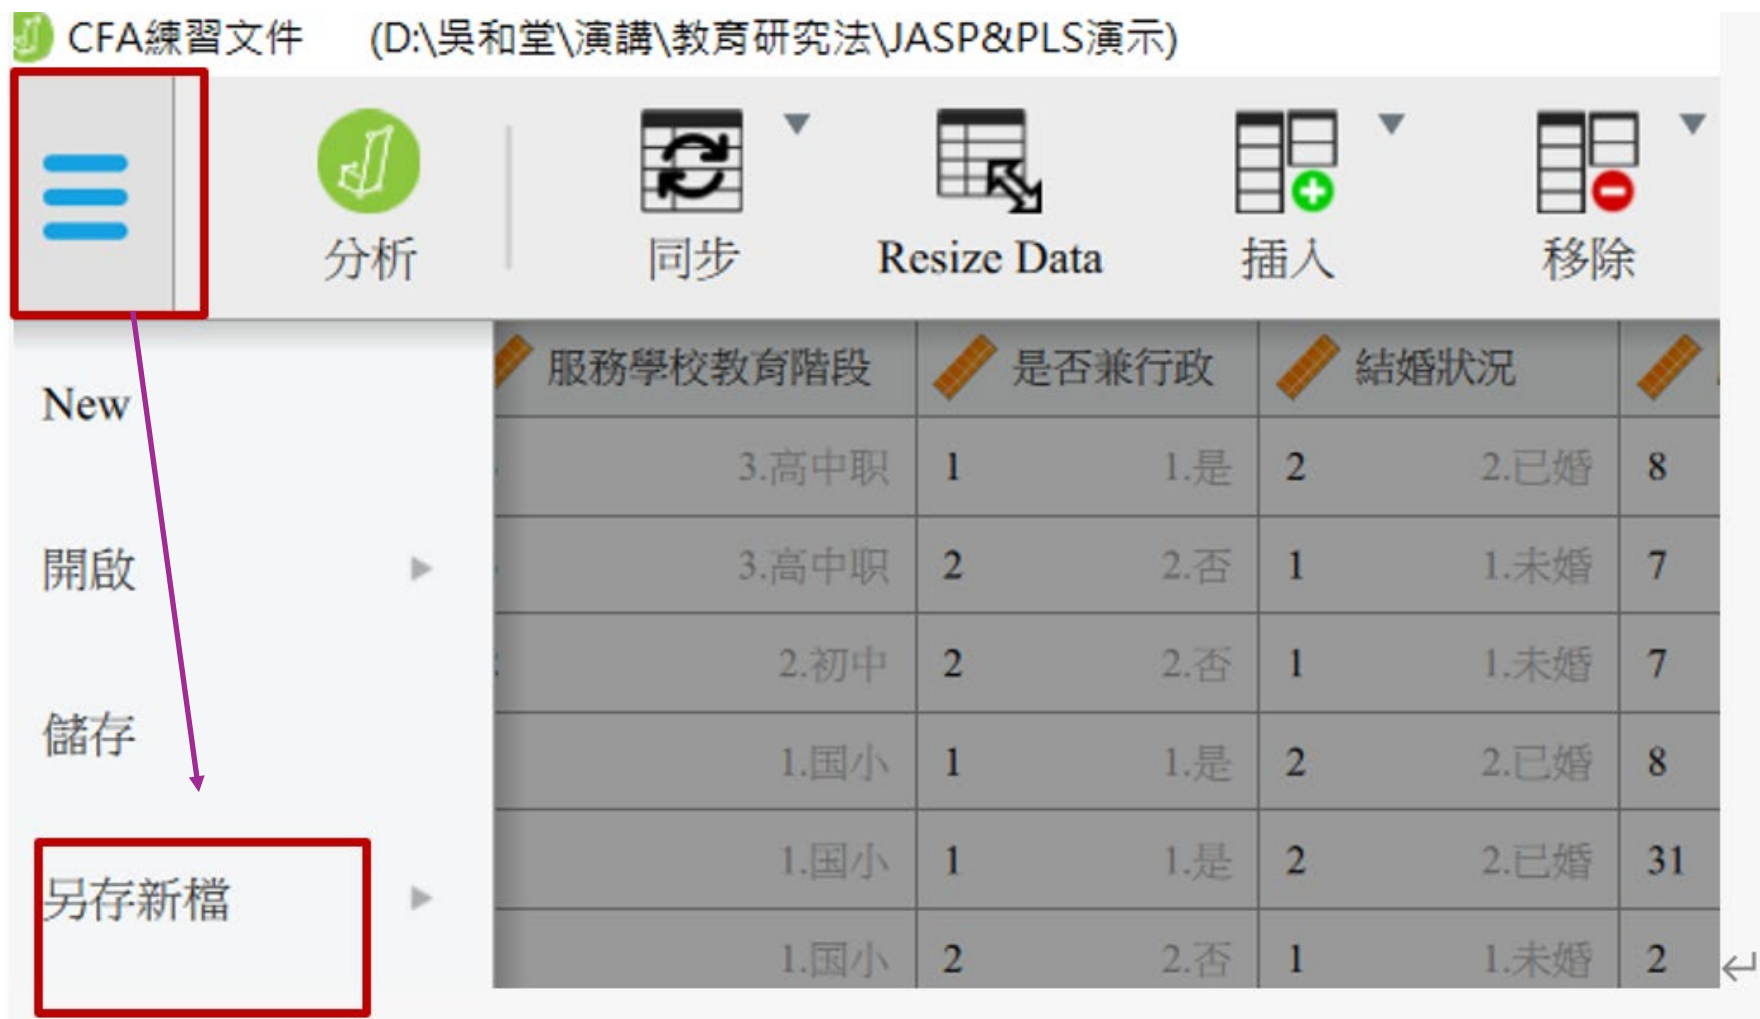 CFA練習文件 (D:\吳和堂\演講\教育研究法\JASP&PLS演示)
分析 同步 Resize Data 插入 移除
服務學校教育階段 是否兼行政 結婚狀況
New
3.高中职 1 1.是 2 2.已婚 8
開啟 3.高中职 2 2.否 1 1.未婚 7
2.初中 2 2.否 1 1.未婚 7
儲存 1.国小 1 1.是 2 2.已婚 8
1.国小 1 1.是 2 2.已婚 31
另存新檔
1.国小 2 2.否 1 1.未婚 2